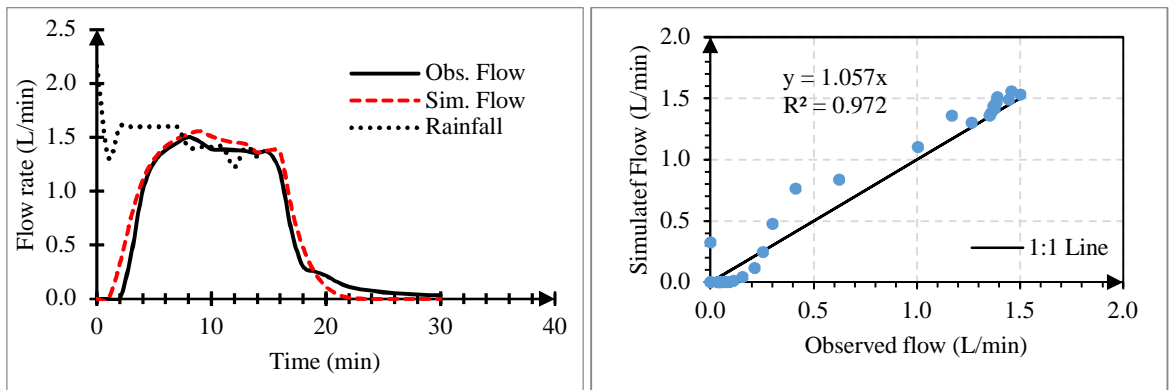 2.5
2.0
1.5
1.0
0.5
0.0
Flow rate (L/min)
Obs. Flow
Sim. Flow
Rainfall
0
10
20
30
40
Time (min)
2.0
1.5
1.0
0.5
0.0
Simulatef Flow (L/min)
y = 1.057x
R² = 0.972
1:1 Line
0.0
0.5
1.0
1.5
2.0
Observed flow (L/min)